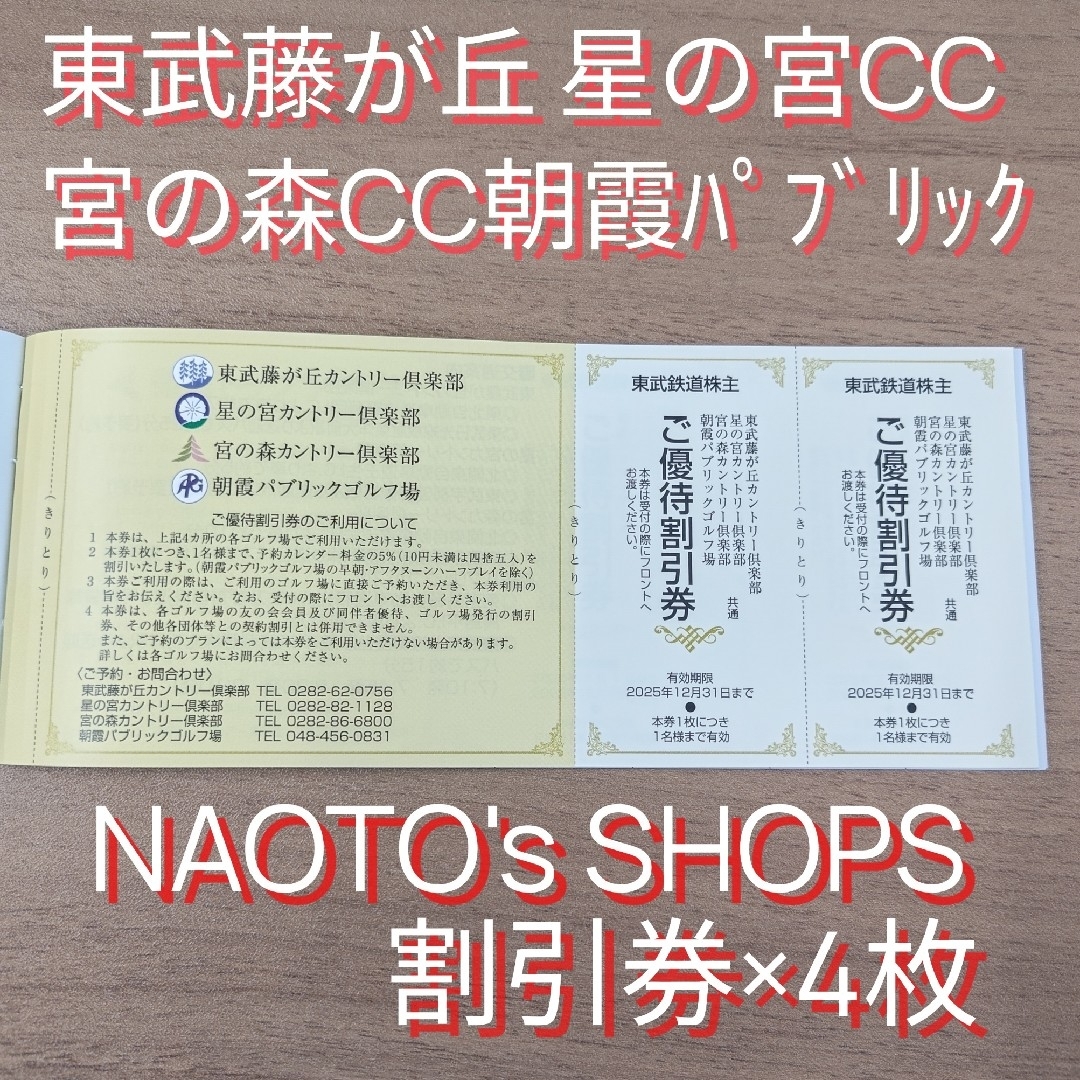 東武藤が丘 星の宮CC
宮の森CC朝霞ﾊﾟﾌﾞﾘｯｸ
東武藤が丘カントリー倶楽部
星の宮カントリー倶楽部
宮の森カントリー倶楽部
朝霞パブリックゴルフ場
ご優待割引券のご利用について
1 本券は、上記4カ所の各ゴルフ場でご利用いただけます。
2 本券1枚につき、1名様まで、予約カレンダー料金の5%(10円未満は四捨五入)を
割引いたします。(朝霞パブリックゴルフ場の早朝・アフタヌーンハーフプレイを除く)
3 本券ご利用の際は、ご利用のゴルフ場に直接ご予約いただき、本券利用の
旨をお伝えください。なお、受付の際にフロントへお渡しください。
4 本券は、各ゴルフ場の友の会会員及び同伴者優待、ゴルフ場発行の割引
券、その他各団体等との契約割引とは併用できません。
また、ご予約のプランによっては本券をご利用いただけない場合があります。
詳しくは各ゴルフ場にお問合わせください。
〈ご予約・お問合わせ〉
東武藤が丘カントリー倶楽部 TEL 0282-62-0756
星の宮カントリー倶楽部 TEL 0282-82-1128
宮の森カントリー倶楽部 TEL 0282-86-6800
朝霞パブリックゴルフ場 TEL 048-456-0831
(きりとり)
(きりとり)
東武鉄道株主
東武藤が丘カントリー倶楽部
星の宮カントリー倶楽部
宮の森カントリー倶楽部
朝霞パブリックゴルフ場
共通
ご優待割引券
本券は受付の際にフロントへ
お渡しください。
有効期限
2025年12月31日まで
●
本券1枚につき
1名様まで有効
(きりとり)
東武鉄道株主
東武藤が丘カントリー倶楽部
星の宮カントリー倶楽部
宮の森カントリー倶楽部
朝霞パブリックゴルフ場
共通
ご優待割引券
本券は受付の際にフロントへ
お渡しください。
有効期限
2025年12月31日まで
●
本券1枚につき
1名様まで有効
NAOTO's SHOPS
割引券×4枚